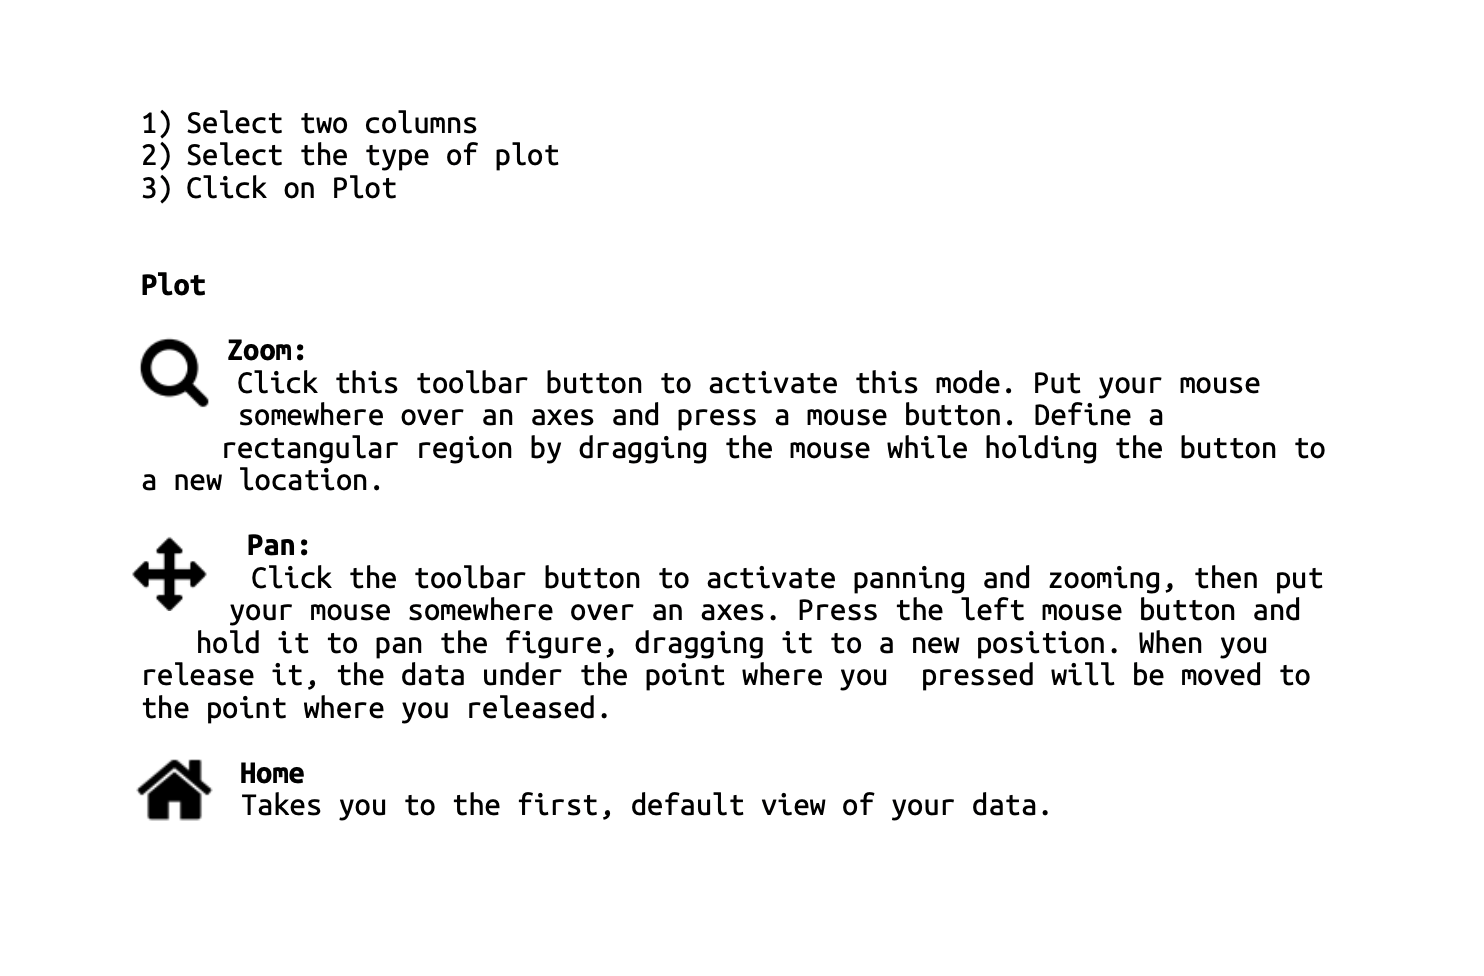 1) Select two columns
2) Select the type of plot
3) Click on Plot
Plot
Zoom:
Click this toolbar button to activate this mode. Put your mouse
somewhere over an axes and press a mouse button. Define a
rectangular region by dragging the mouse while holding the button to
a new location.
Pan:
Click the toolbar button to activate panning and zooming, then put
your mouse somewhere over an axes. Press the left mouse button and
hold it to pan the figure, dragging it to a new position. When you
release it, the data under the point where you  pressed will be moved to
the point where you released.
Home
Takes you to the first, default view of your data.